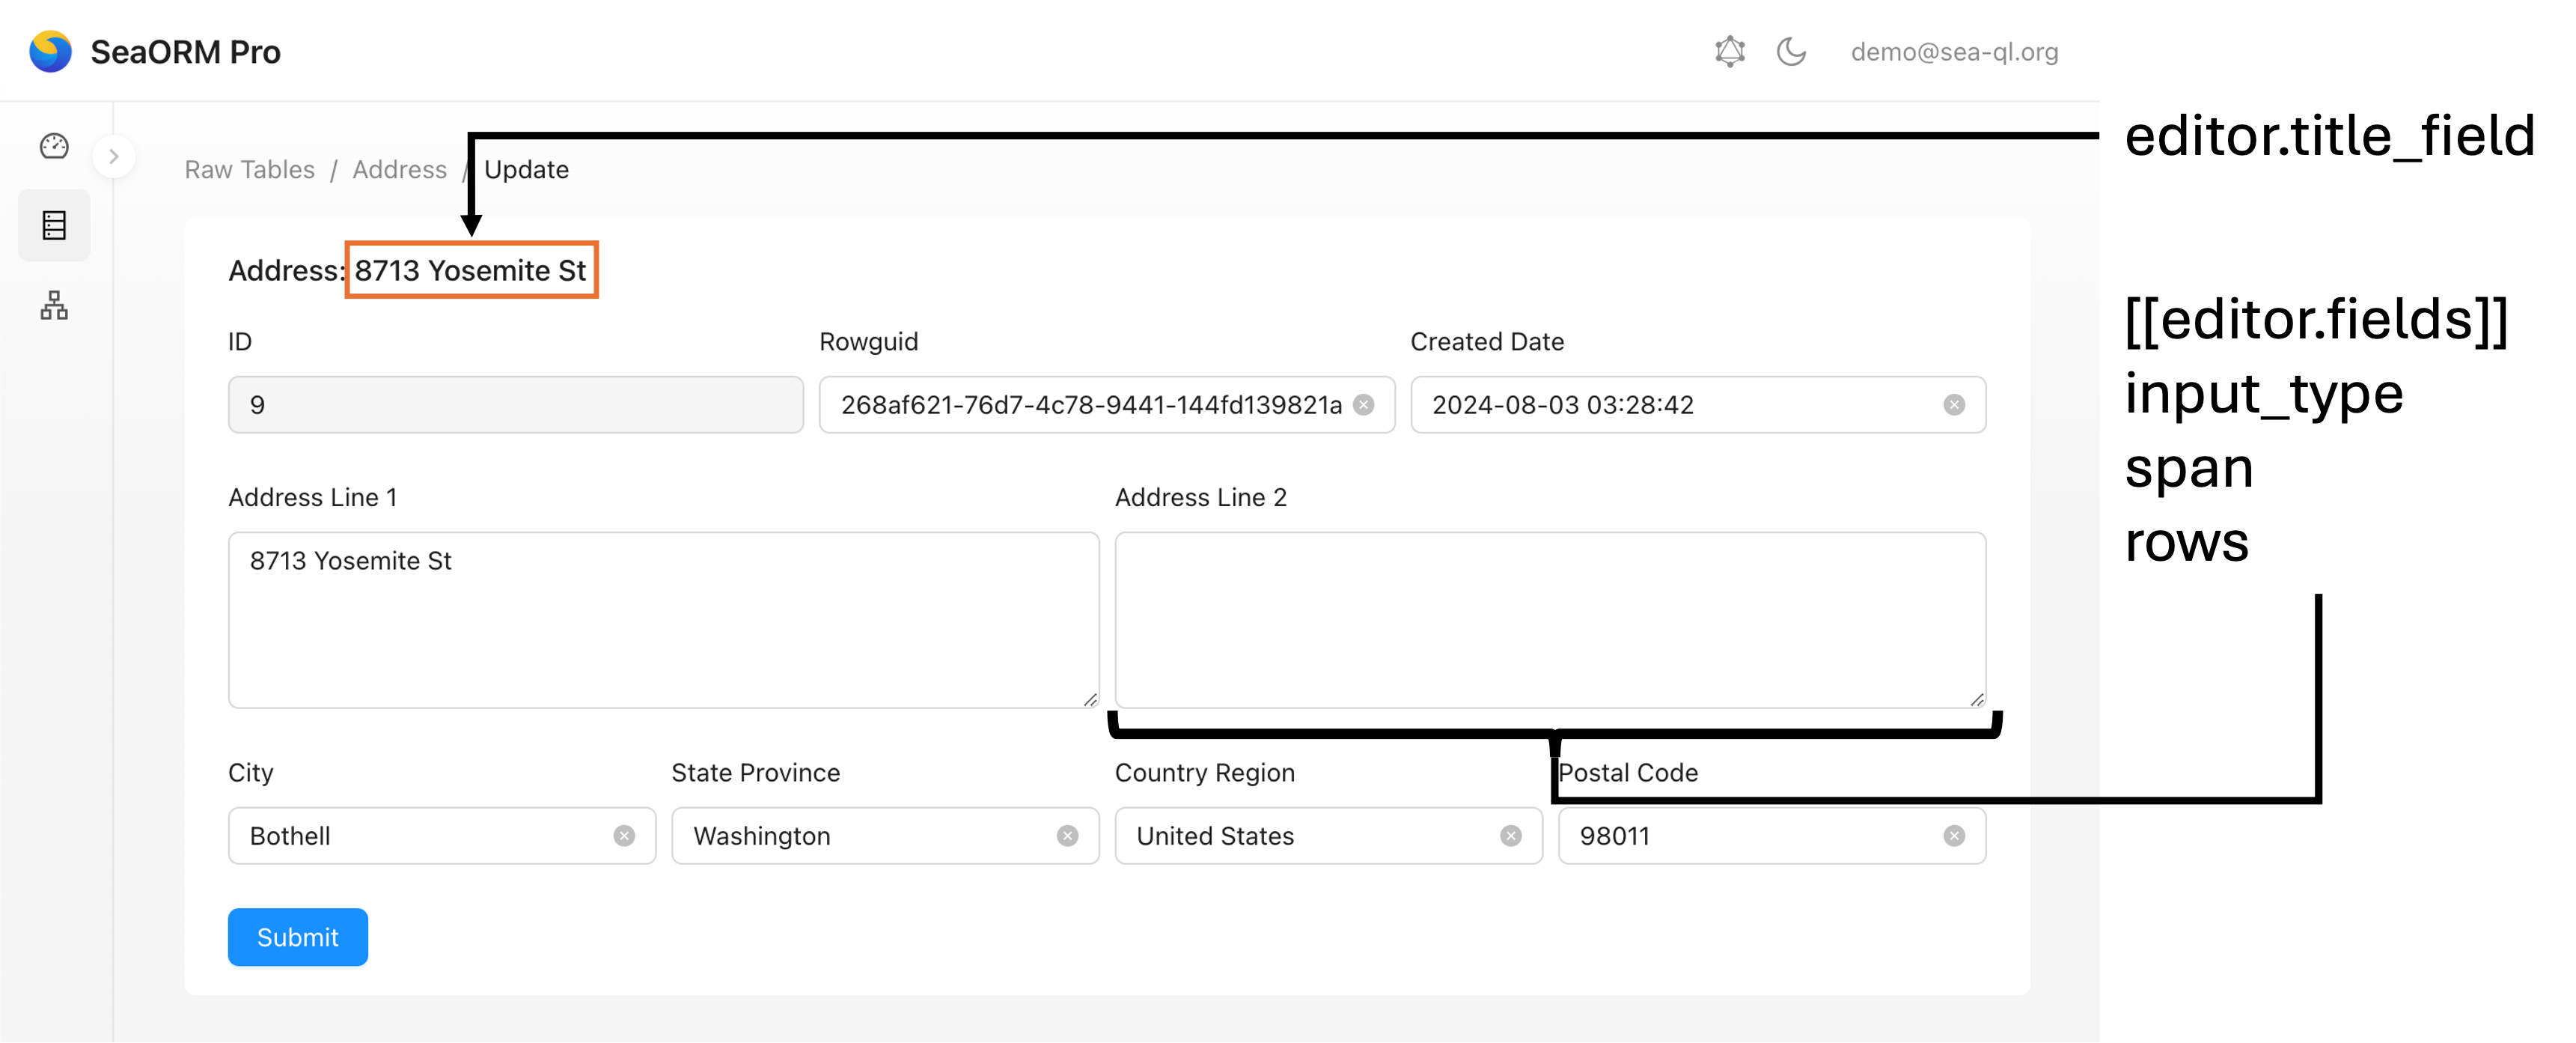 SeaORM Pro
demo@sea-ql.org
editor.title_field
Raw Tables / Address / Update
Address: 8713 Yosemite St
[[editor.fields]]
input_type
span
rows
ID
Rowguid
Created Date
9
268af621-76d7-4c78-9441-144fd139821a
2024-08-03 03:28:42
Address Line 1
Address Line 2
8713 Yosemite St
City
State Province
Country Region
Postal Code
Bothell
Washington
United States
98011
Submit